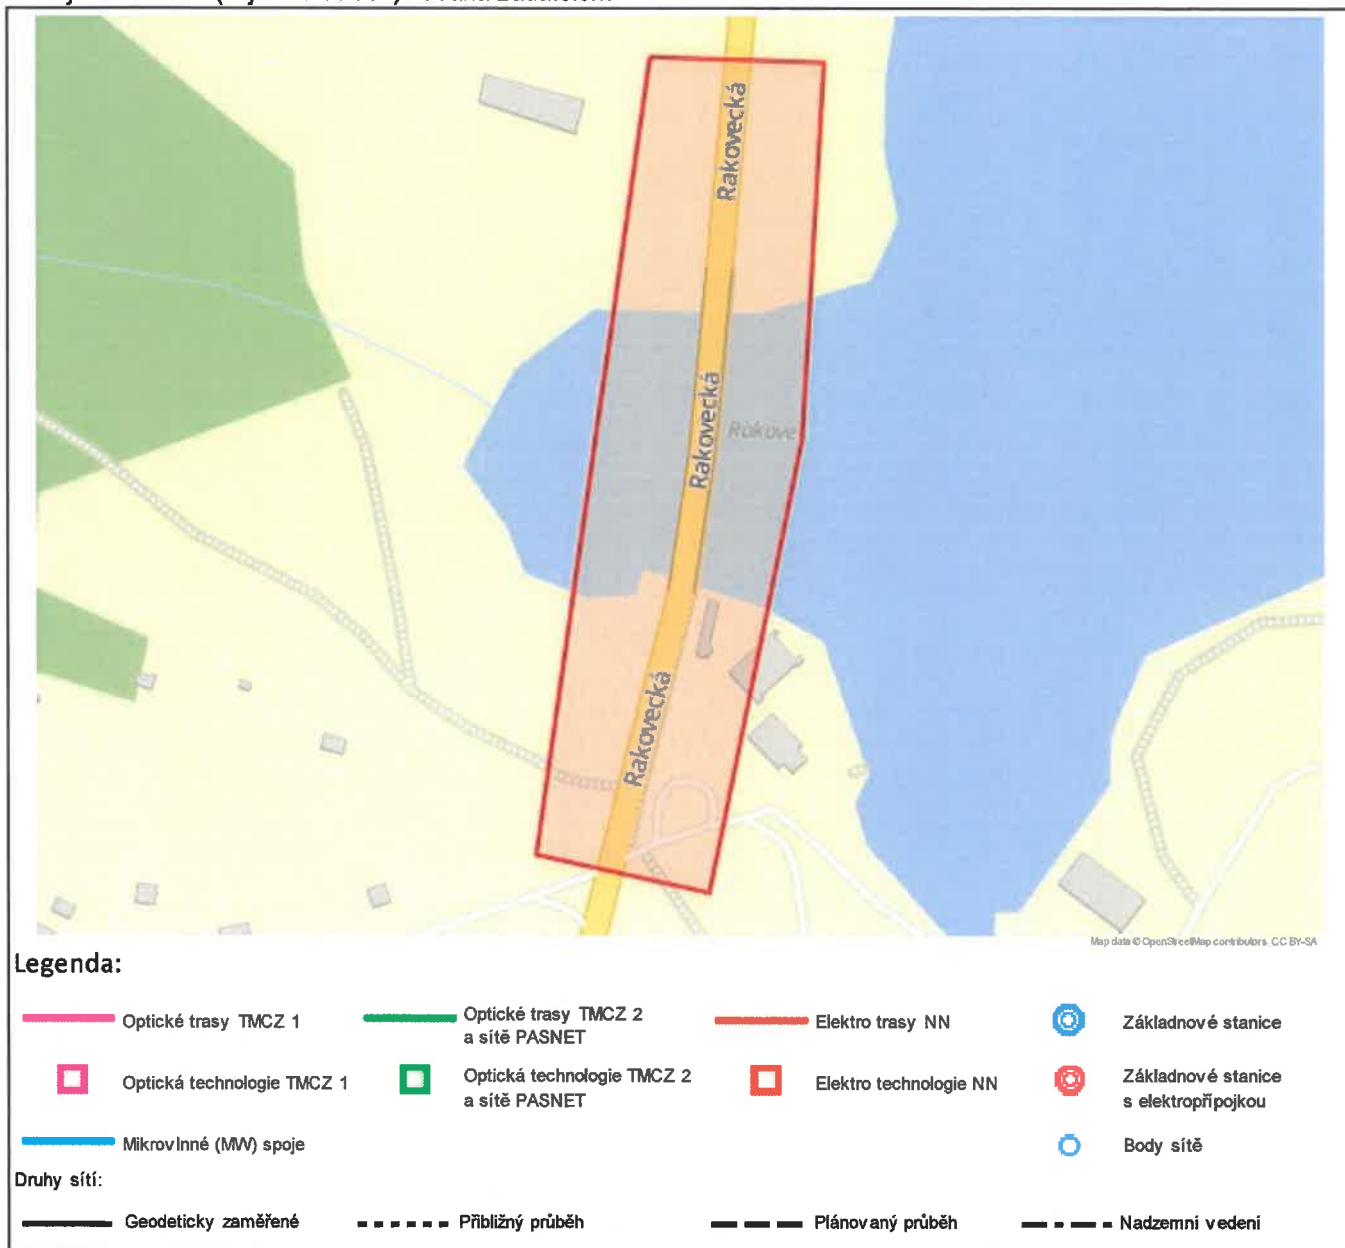 Rakovecká
Rakovecká
Rakove
Rakovecká
Map data © OpenStreetMap contributors, CC BY-SA
Legenda:
Optické trasy TMCZ 1
Optické trasy TMCZ 2
a sítě PASNET
Elektro trasy NN
Základnové stanice
Optická technologie TMCZ 1
Optická technologie TMCZ 2
a sítě PASNET
Elektro technologie NN
Základnové stanice
s elektropřípojkou
Mikrovlnné (MW) spoje
Body sítě
Druhy sítí:
Geodeticky zaměřené
Přibližný průběh
Plánovaný průběh
Nadzemní vedení